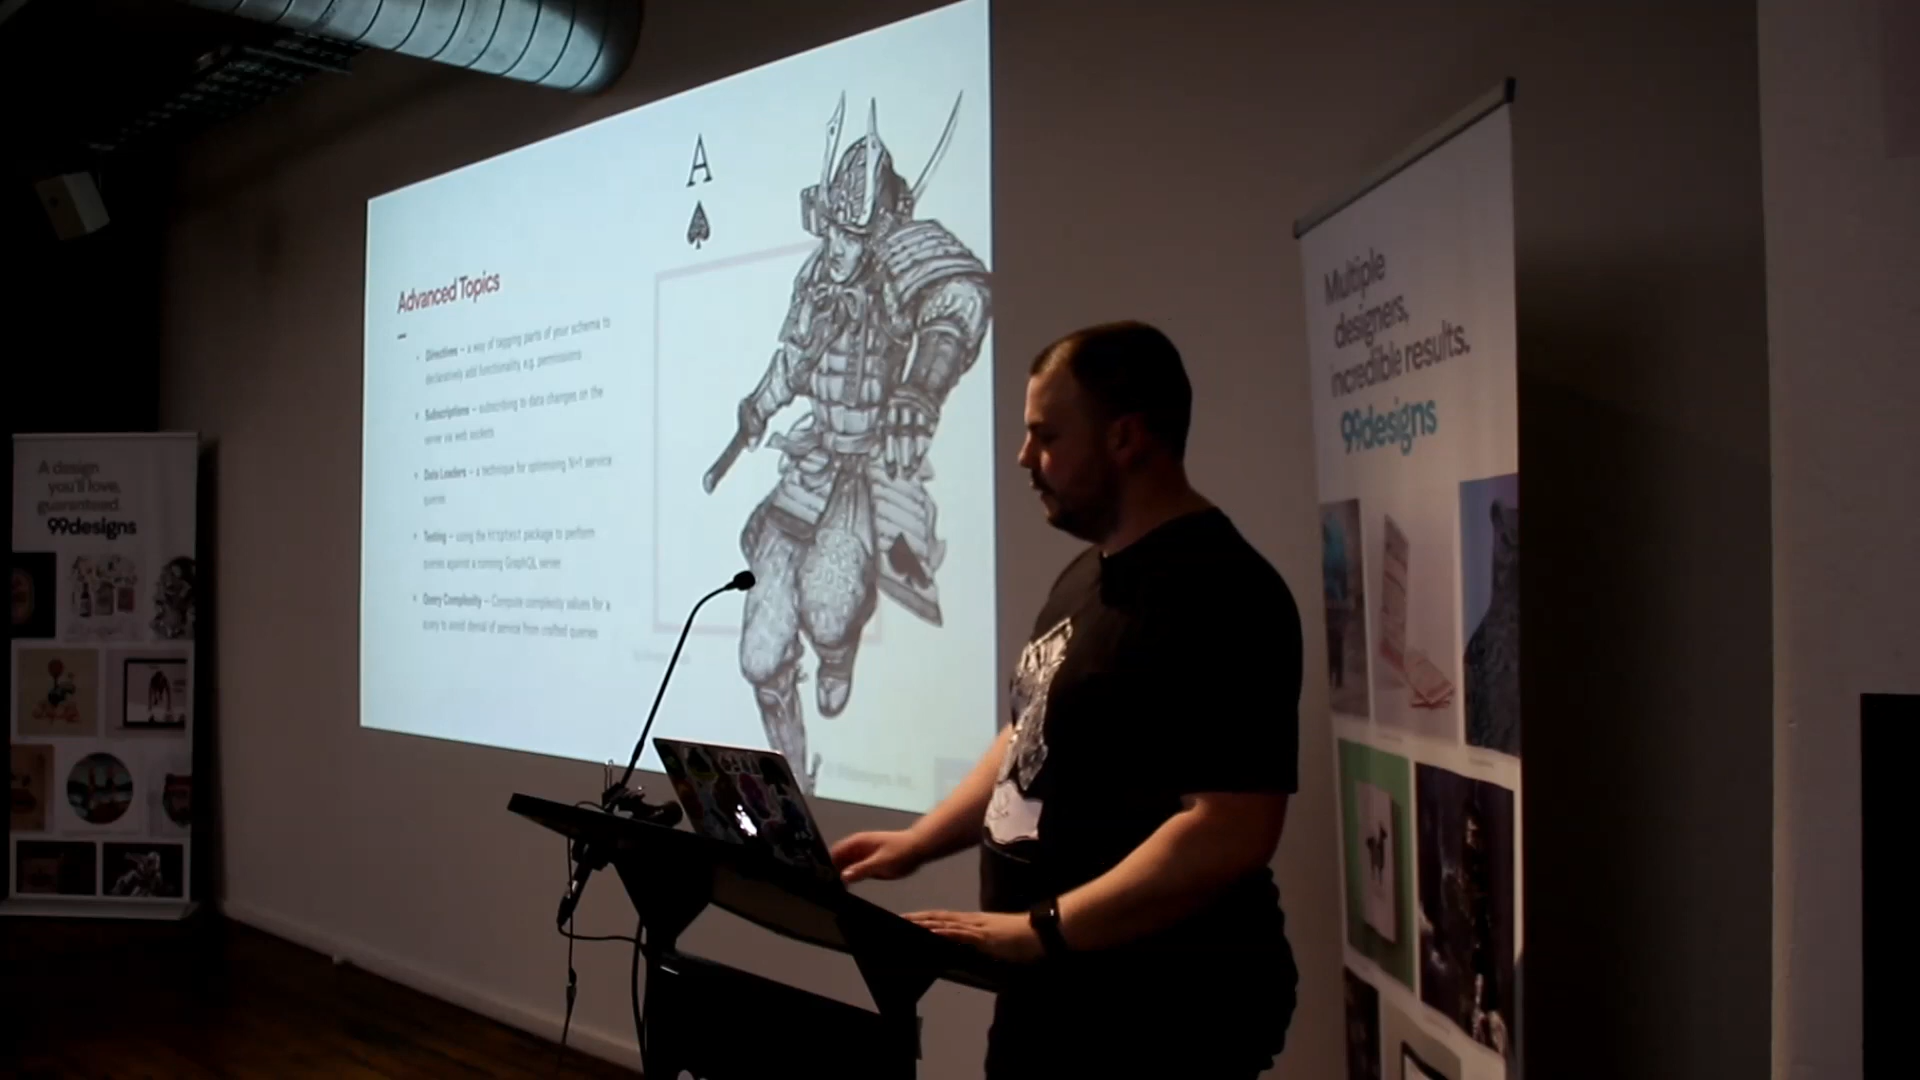 A
Advanced Topics
Directives – a way of tagging parts of your schema to
declaratively add functionality, e.g. permissions
Subscriptions – subscribing to data changes on the
server via web sockets
Data Loaders – a technique for optimising N+1 service
queries
Testing – using the httptest package to perform
queries against a running GraphQL server
Query Complexity – Compute complexity values for a
query to avoid denial of service from crafted queries
A design
you'll love,
guaranteed.
99designs
Multiple
designers,
incredible results.
99designs